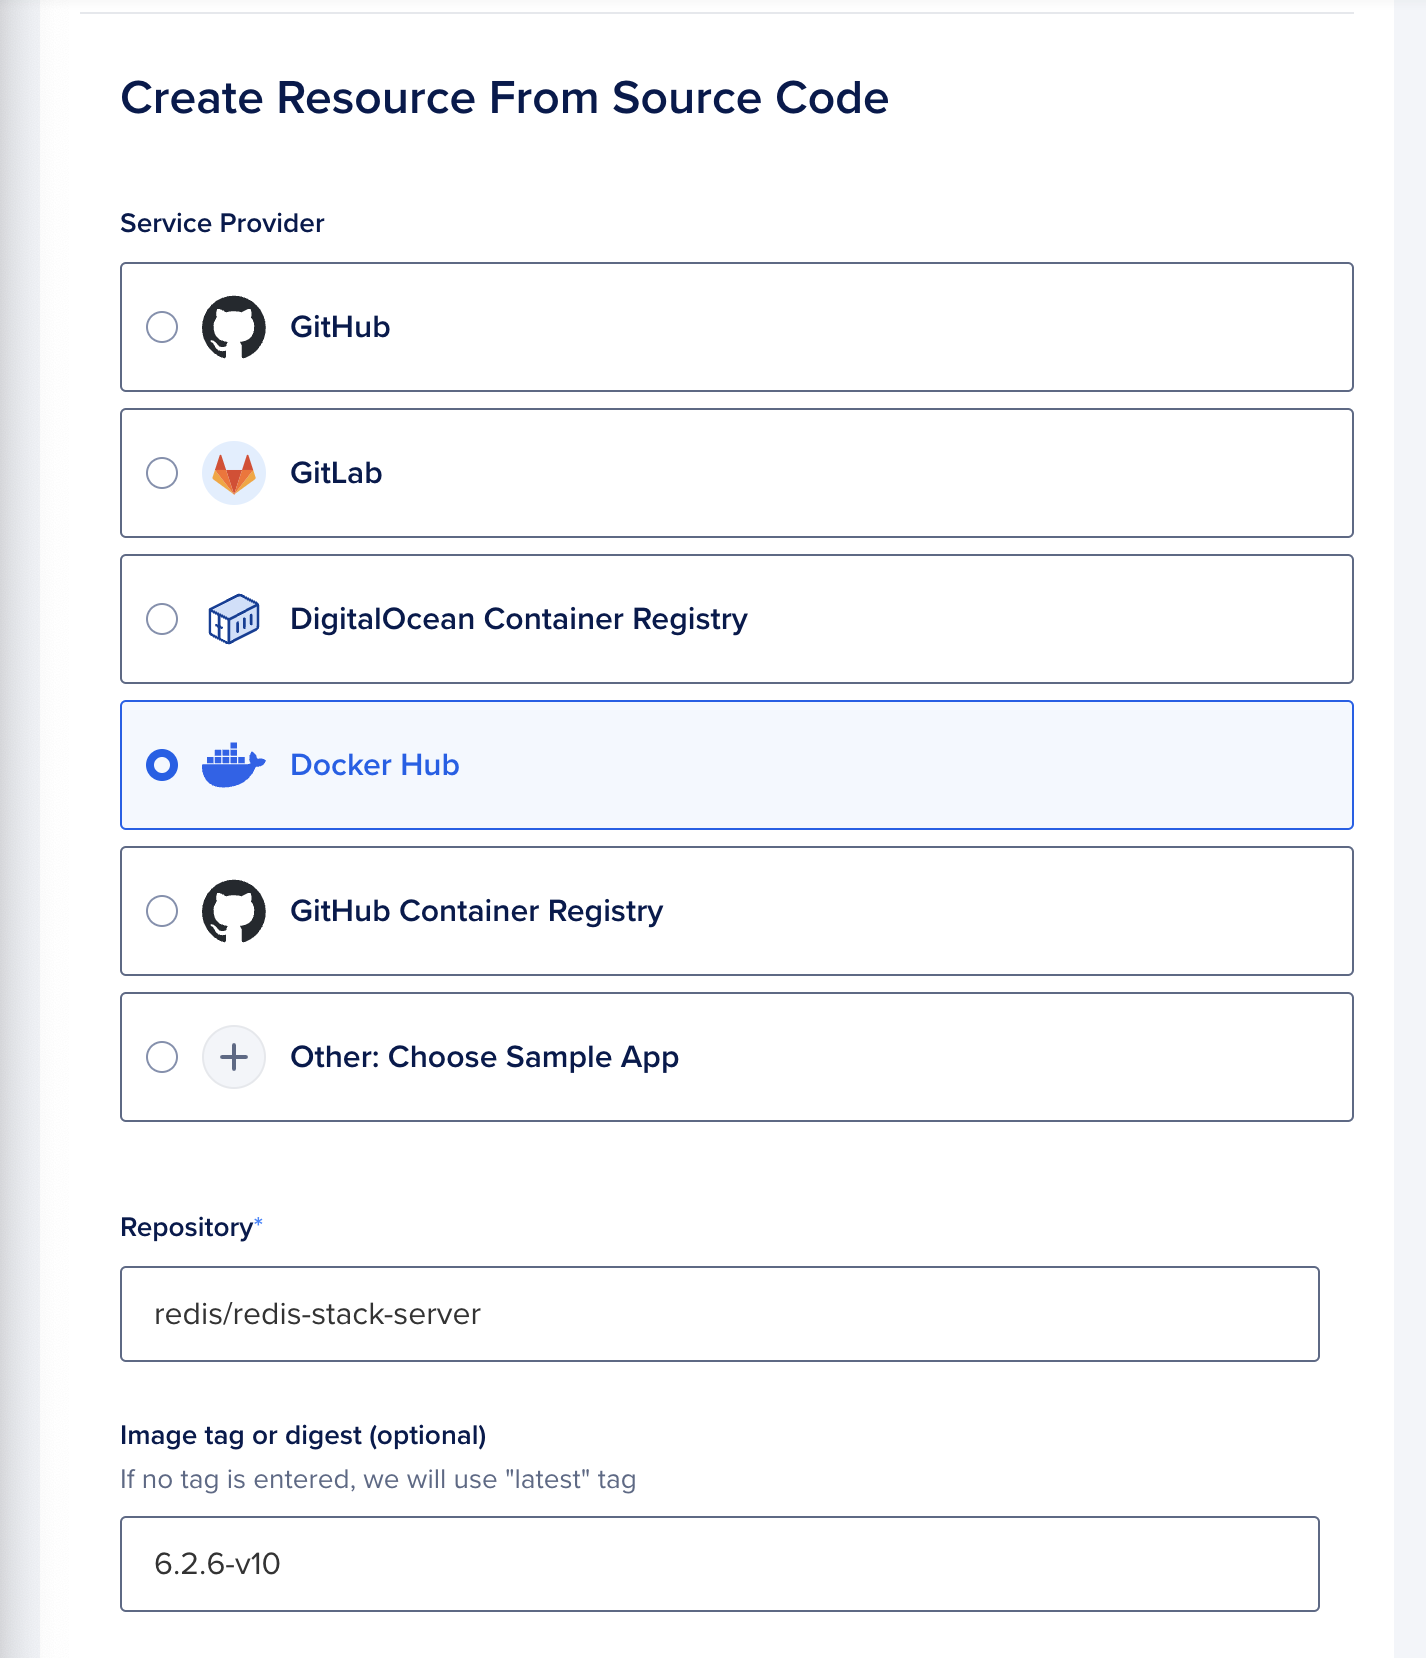 Create Resource From Source Code
Service Provider
GitHub
GitLab
DigitalOcean Container Registry
Docker Hub
GitHub Container Registry
Other: Choose Sample App
Repository*
redis/redis-stack-server
Image tag or digest (optional)
If no tag is entered, we will use "latest" tag
6.2.6-v10